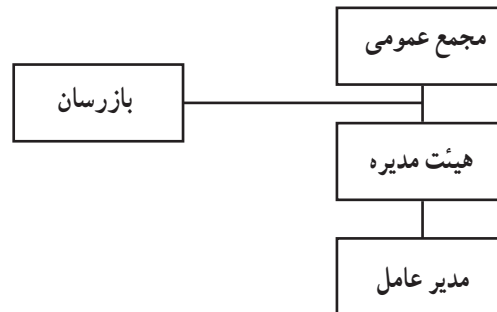 مجمع عمومی
بازرسان
هیئت مدیره
مدیر عامل